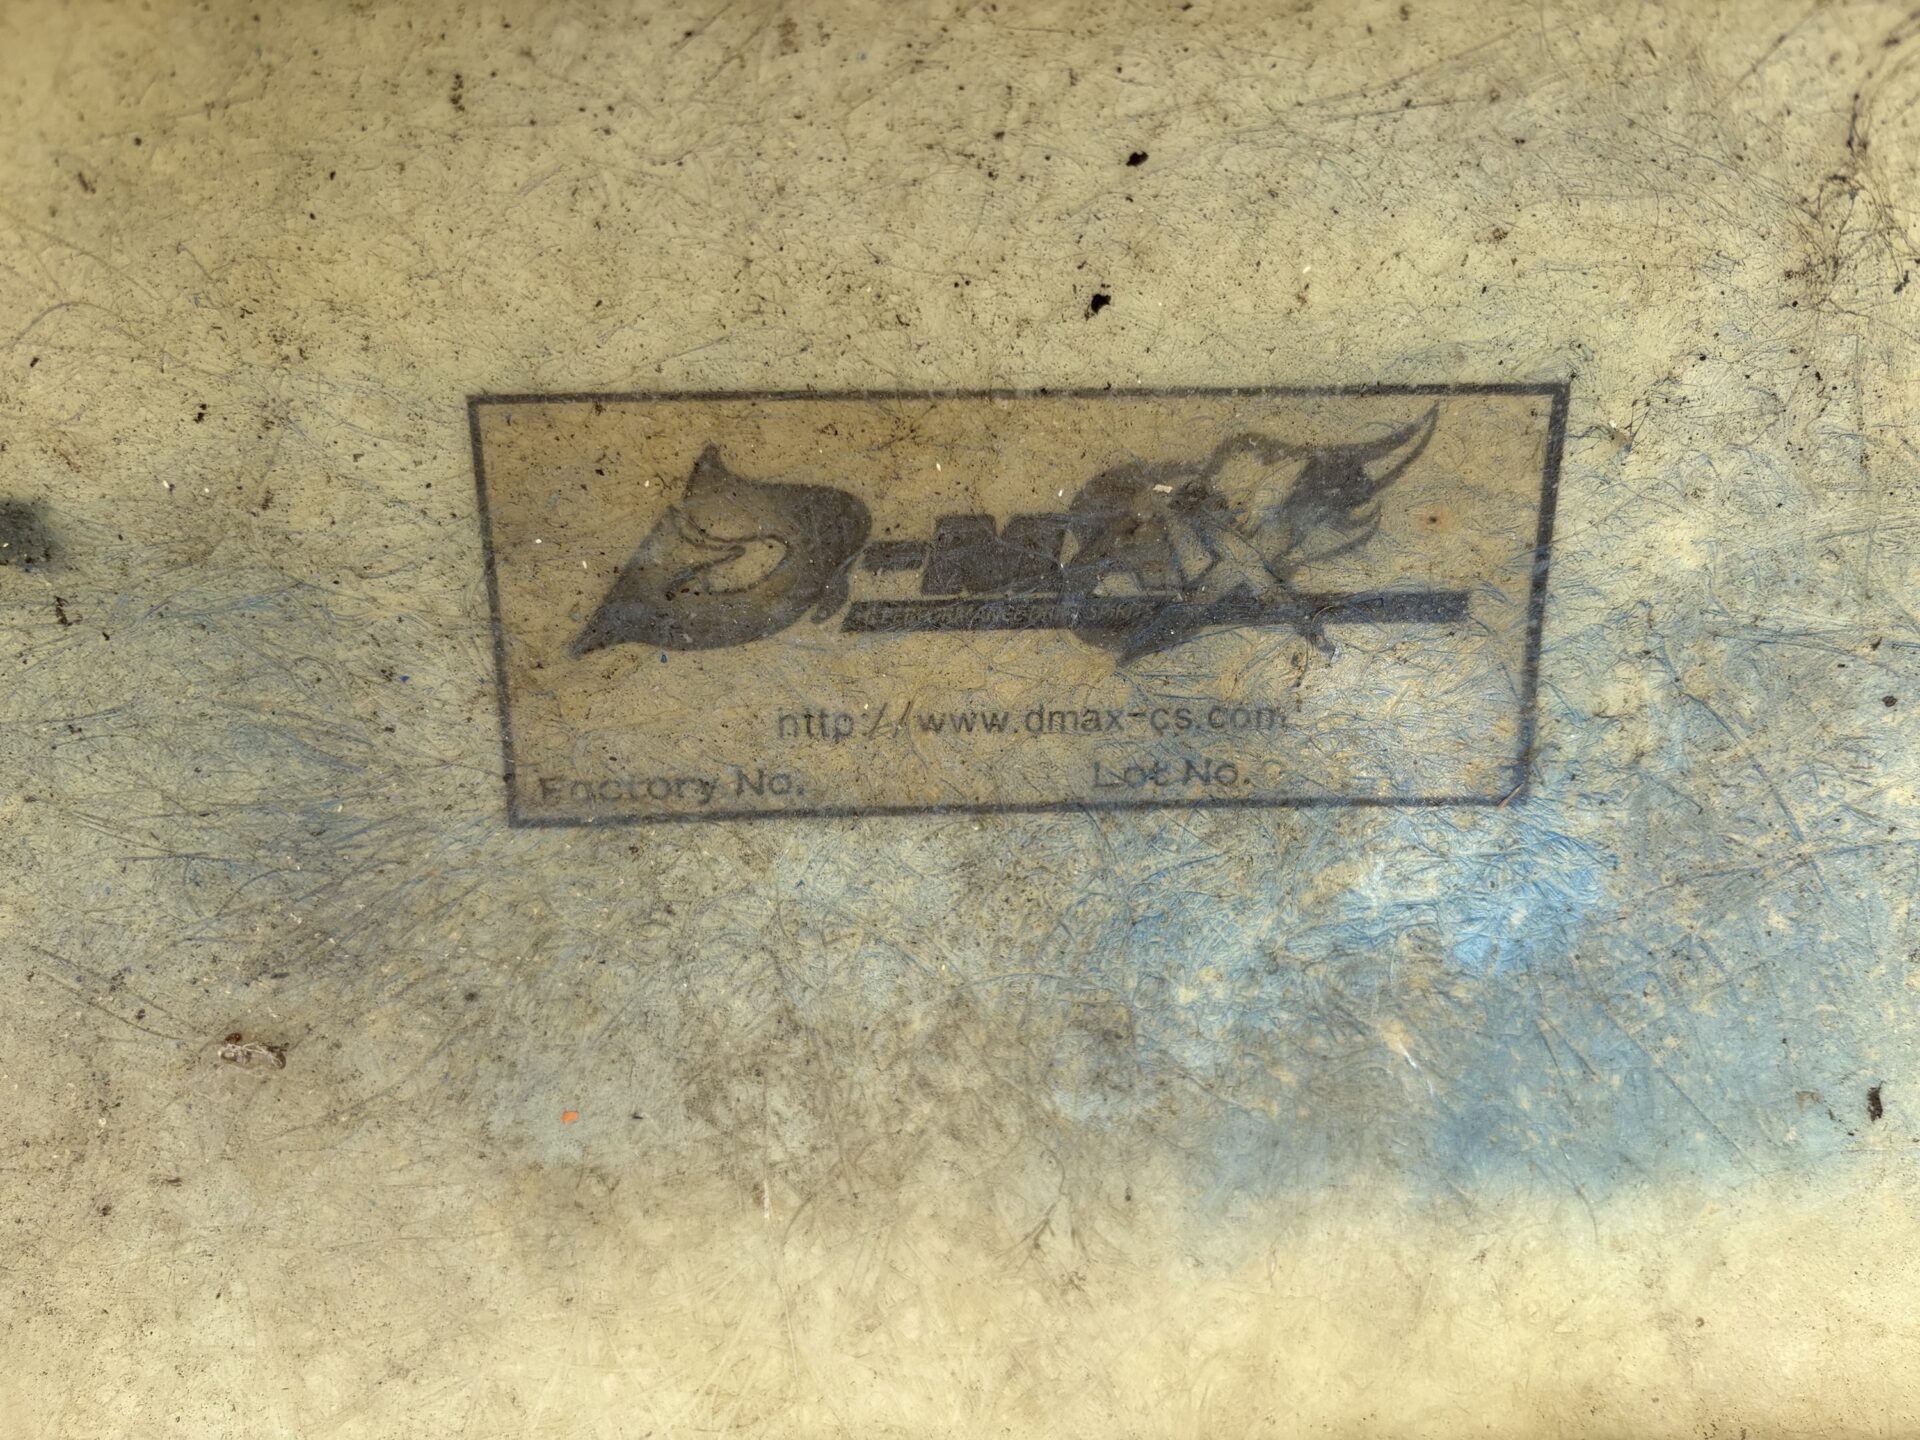 D-MAX
http://www.dmax-cs.com
Factory No.
Lot No.